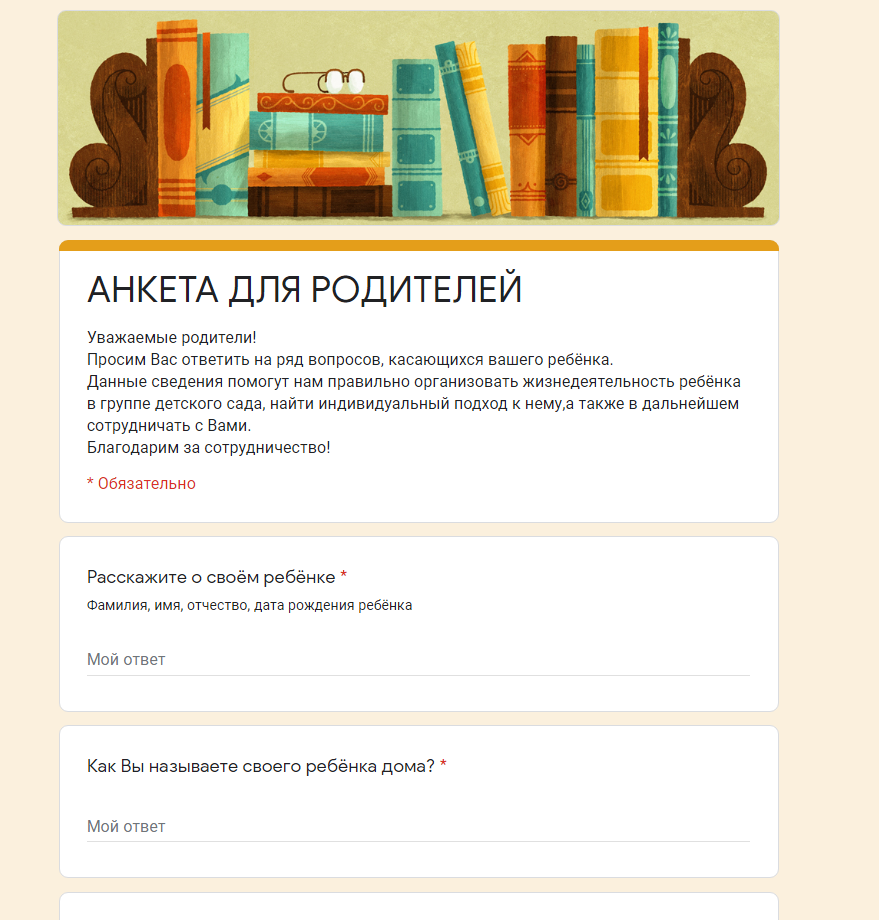 АНКЕТА ДЛЯ РОДИТЕЛЕЙ
Уважаемые родители!
Просим Вас ответить на ряд вопросов, касающихся вашего ребёнка.
Данные сведения помогут нам правильно организовать жизнедеятельность ребёнка
в группе детского сада, найти индивидуальный подход к нему,а также в дальнейшем
сотрудничать с Вами.
Благодарим за сотрудничество!
* Обязательно
Расскажите о своём ребёнке *
Фамилия, имя, отчество, дата рождения ребёнка
Мой ответ
Как Вы называете своего ребёнка дома? *
Мой ответ